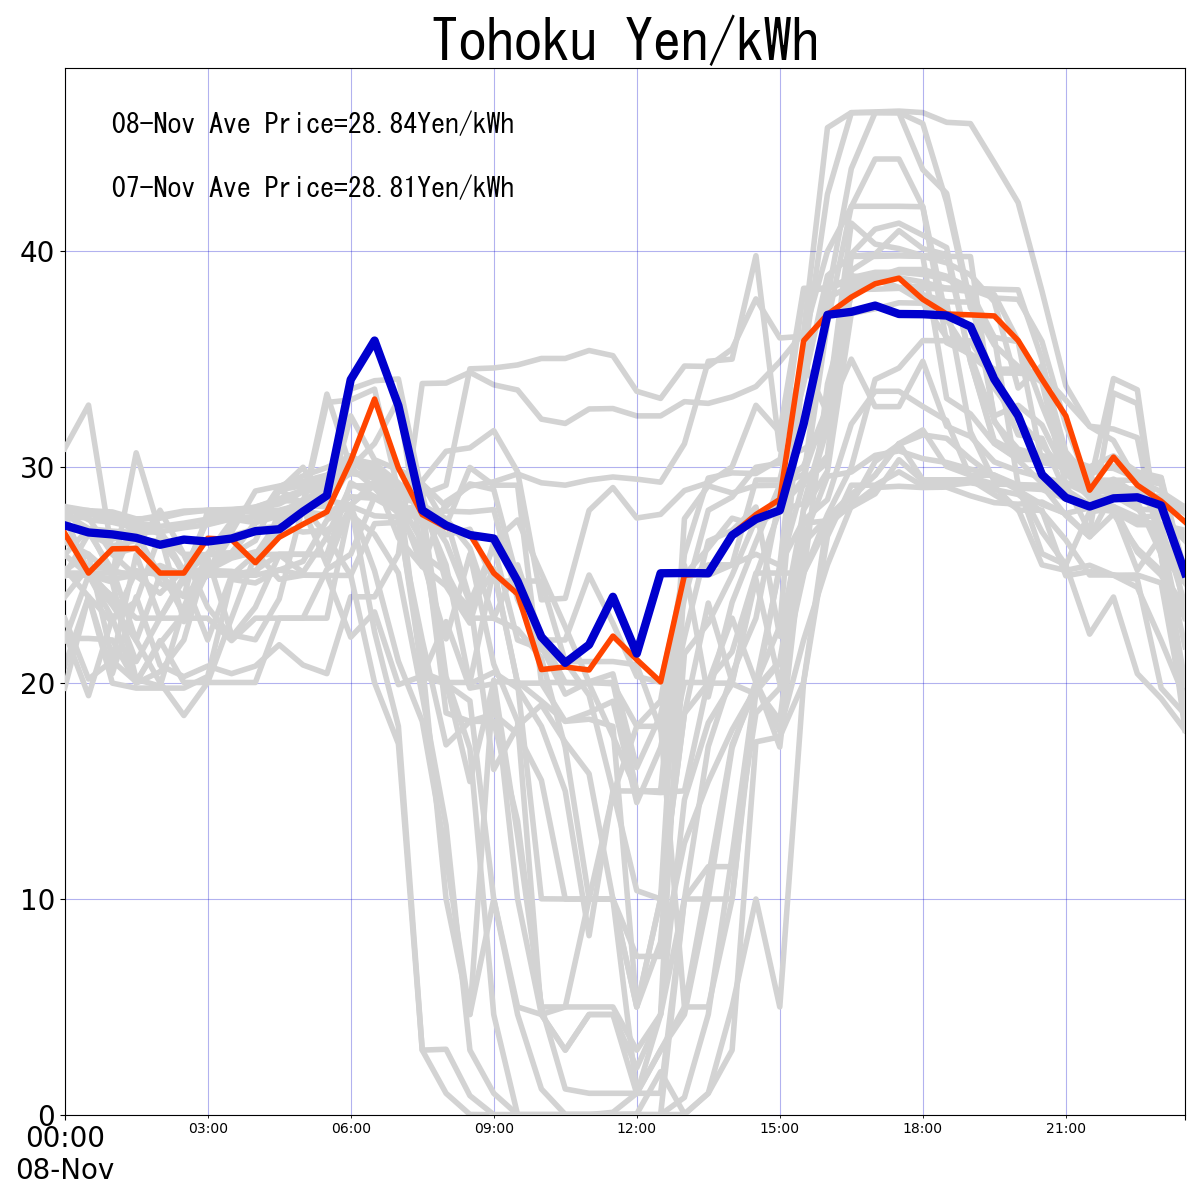 Tohoku Yen/kWh
08-Nov Ave Price=28.84Yen/kWh
07-Nov Ave Price=28.81Yen/kWh
40
30
20
10
0
00:00 03:00 06:00 09:00 12:00 15:00 18:00 21:00
08-Nov